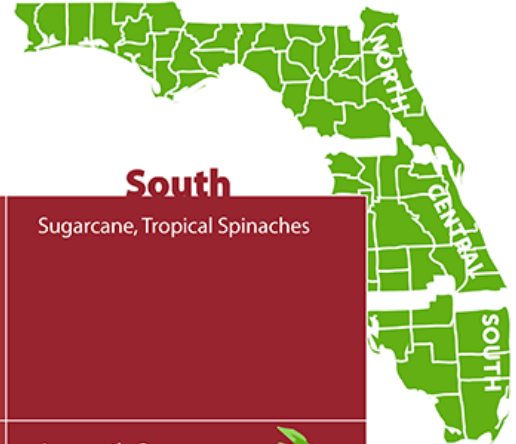 NORTH
South
CENTRAL
Sugarcane, Tropical Spinaches
SOUTH